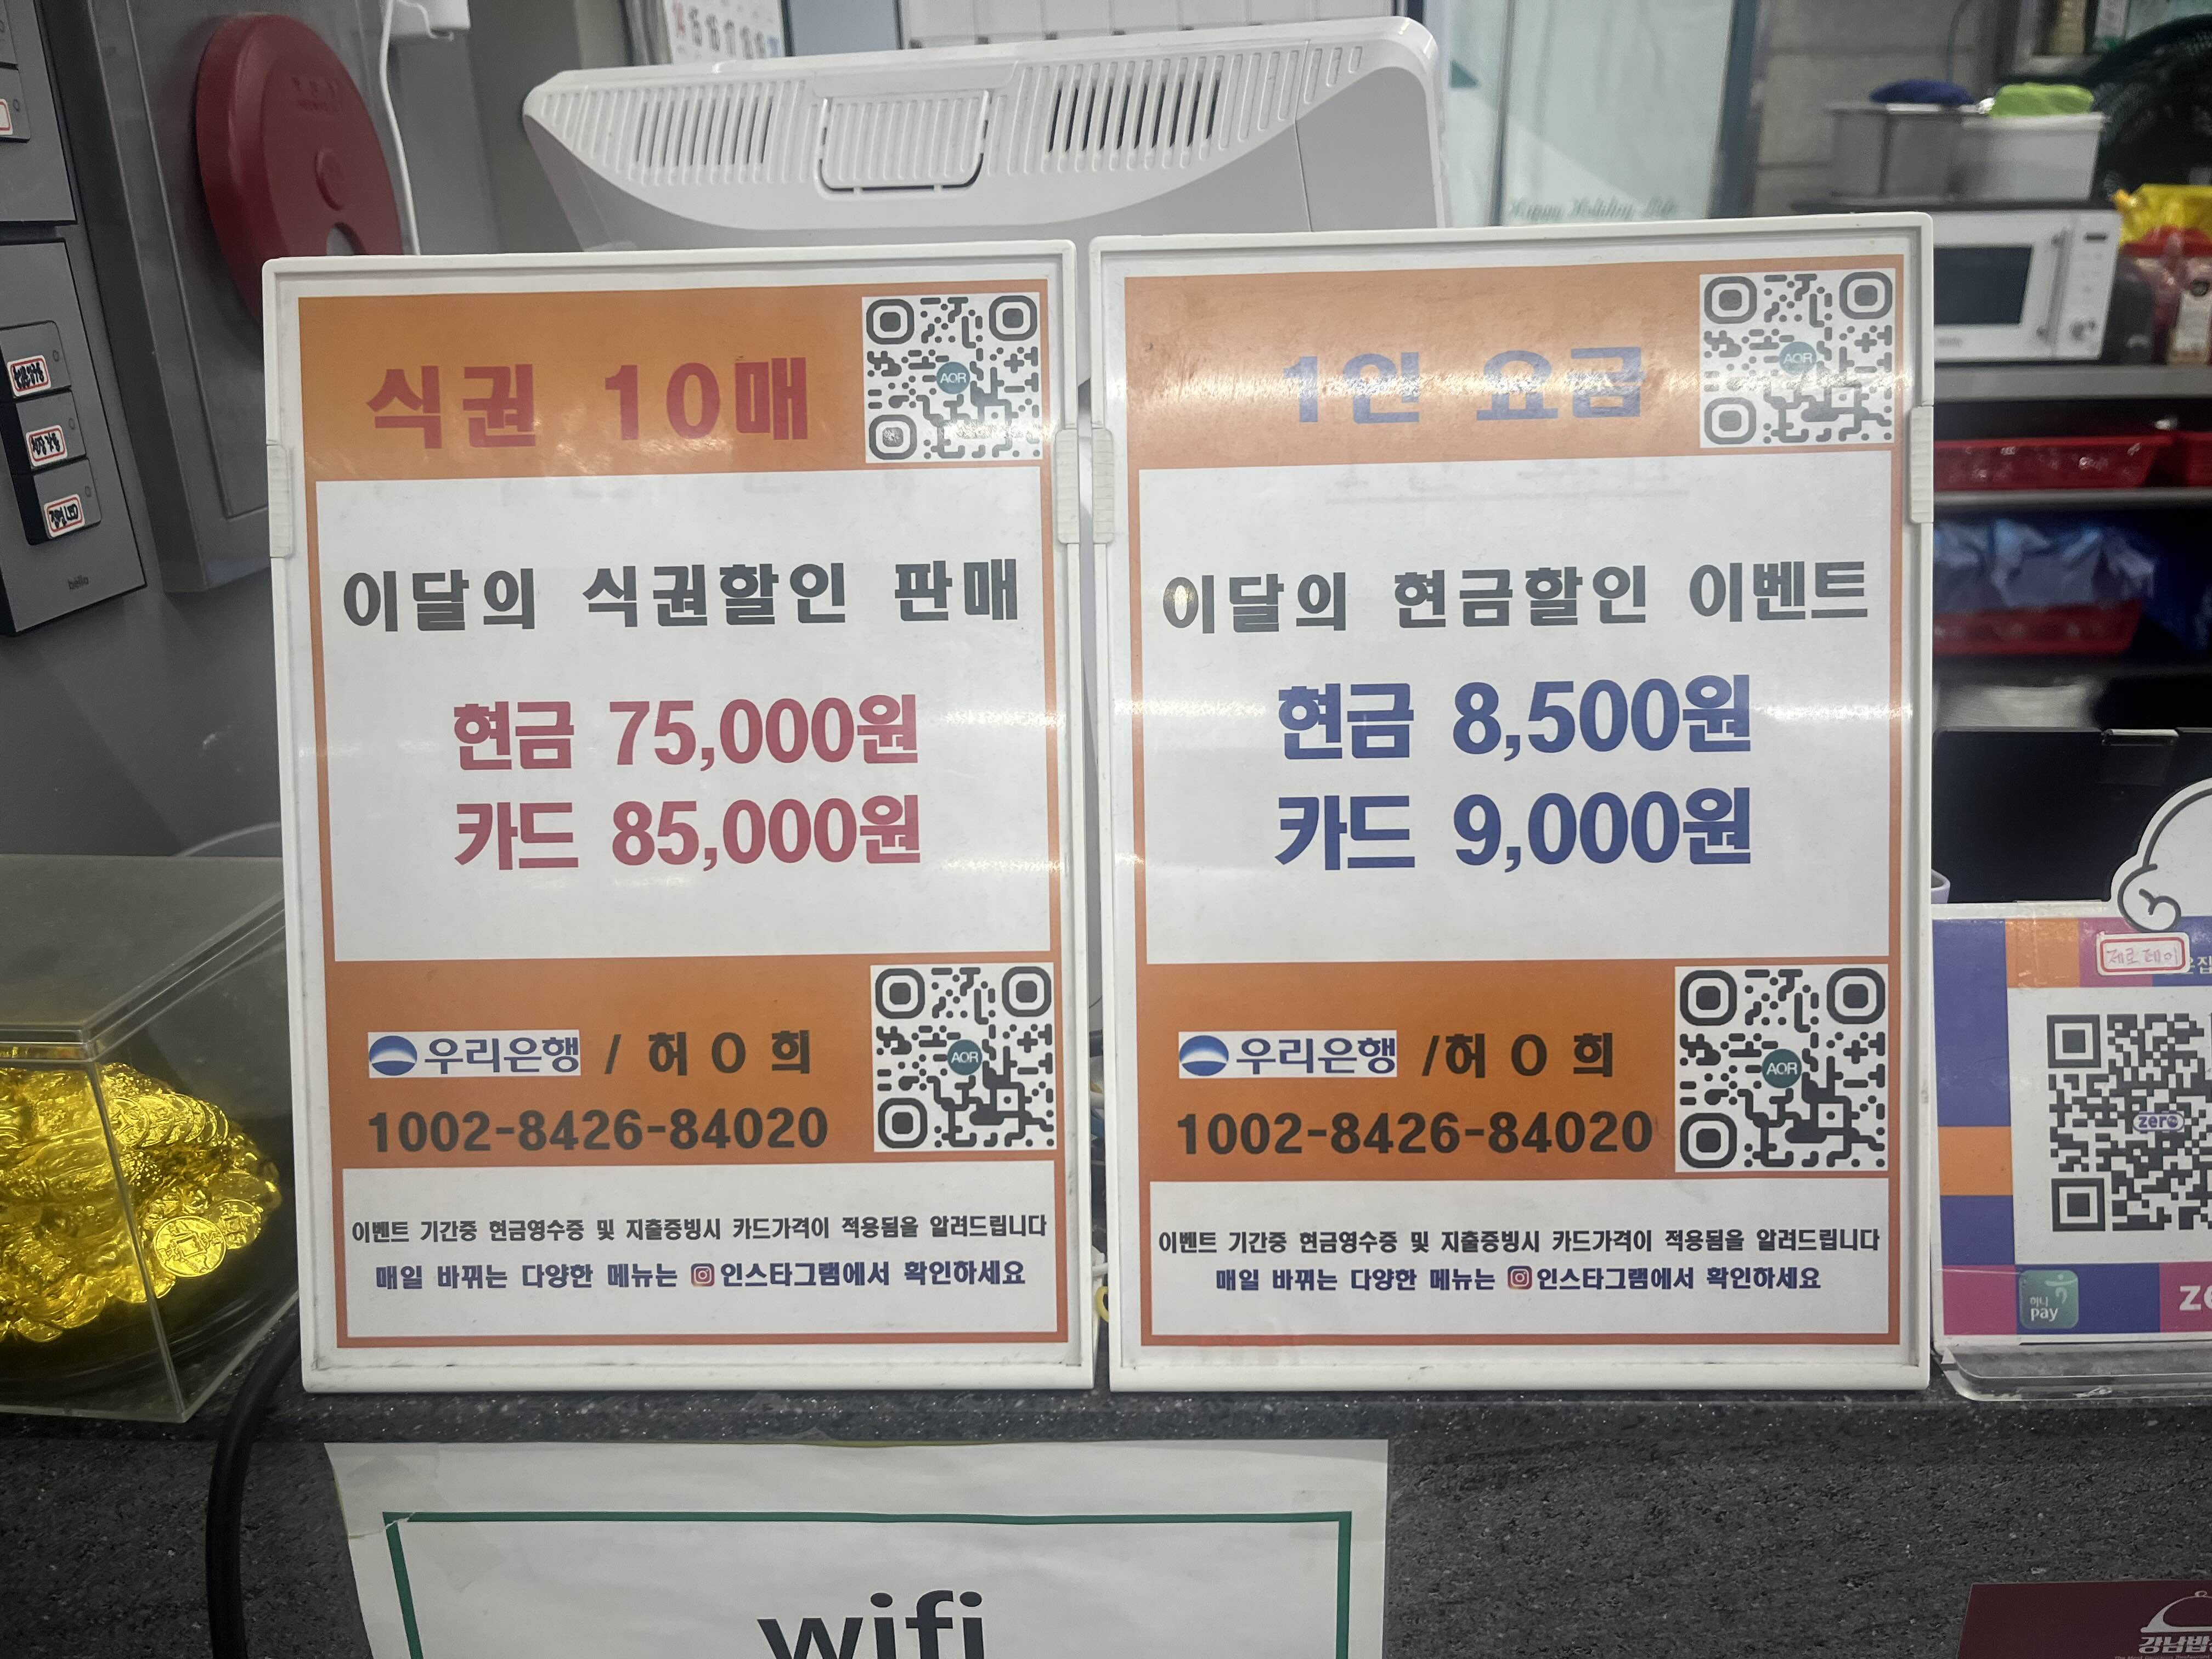 식권 10매
AQR
이달의 식권할인 판매
현금 75,000원
카드 85,000원
우리은행 / 허 O 희
1002-8426-84020
AQR
이벤트 기간중 현금영수증 및 지출증빙시 카드가격이 적용됨을 알려드립니다
매일 바뀌는 다양한 메뉴는 인스타그램에서 확인하세요
1인 요금
AQR
이달의 현금할인 이벤트
현금 8,500원
카드 9,000원
우리은행 /허 O 희
1002-8426-84020
AQR
이벤트 기간중 현금영수증 및 지출증빙시 카드가격이 적용됨을 알려드립니다
매일 바뀌는 다양한 메뉴는 인스타그램에서 확인하세요
제로페이
zero
하나
pay
wifi
bello
Happy Holiday